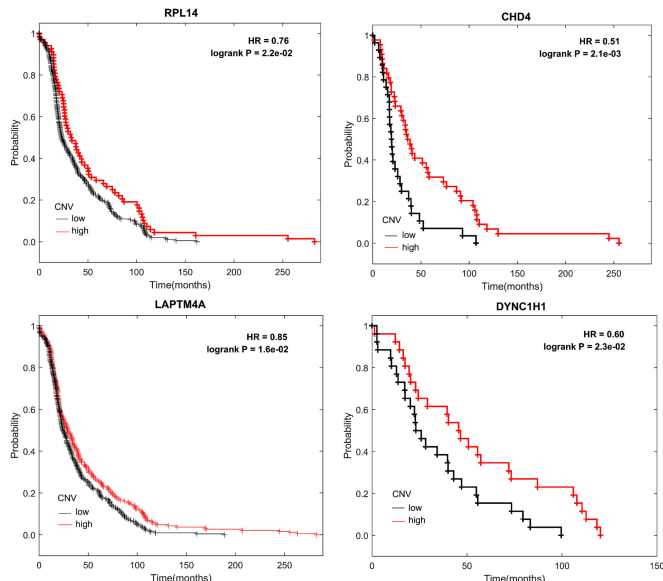 RPL14
HR = 0.76
logrank P = 2.2e-02
Probability
1
0.8
0.6
0.4
0.2
0.0
CNV
low
high
0
50
100
150
200
250
Time(months)
CHD4
HR = 0.51
logrank P = 2.1e-03
Probability
1
0.8
0.6
0.4
0.2
0.0
CNV
low
high
0
50
100
150
200
250
Time(months)
LAPTM4A
HR = 0.85
logrank P = 1.6e-02
Probability
1
0.8
0.6
0.4
0.2
0.0
CNV
low
high
0
50
100
150
200
250
Time(months)
DYNC1H1
HR = 0.60
logrank P = 2.3e-02
Probability
1
0.8
0.6
0.4
0.2
0.0
CNV
low
high
0
50
100
150
Time(months)